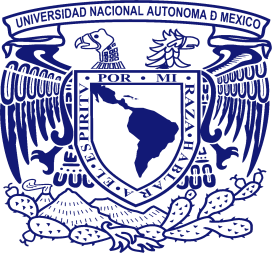 UNIVERSIDAD NACIONAL AUTONOMA D MEXICO
POR · MI · RAZA · HABLARA · EL · ESPIRITU